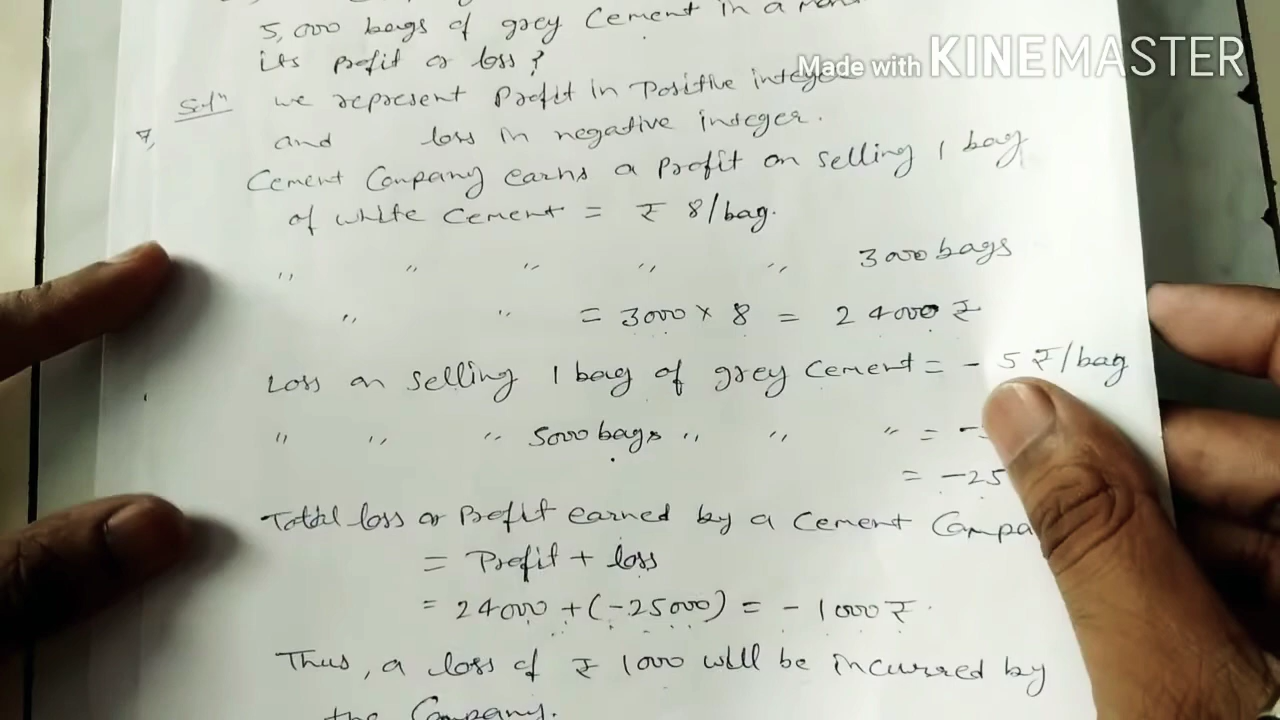 5,000 bags of grey Cement in a
its profit or loss?
Made with KINEMASTER
Solⁿ we represent Profit in Positive integer
7, and loss in negative integer.
Cement Company earns a Profit on selling 1 bag
of white Cement = ₹ 8/bag.
,, ,, ,, ,, ,, 3000 bags
,, ,, = 3000 × 8 = 24000 ₹
Loss on selling 1 bag of grey Cement = - 5 ₹/bag
,, ,, ,, 5000 bags ,, ,, ,, = -
= -25
Total loss or Profit earned by a Cement Compa
= Profit + loss
= 24000 + (-25000) = - 1000 ₹.
Thus, a loss of ₹ 1000 will be incurred by
the Company.